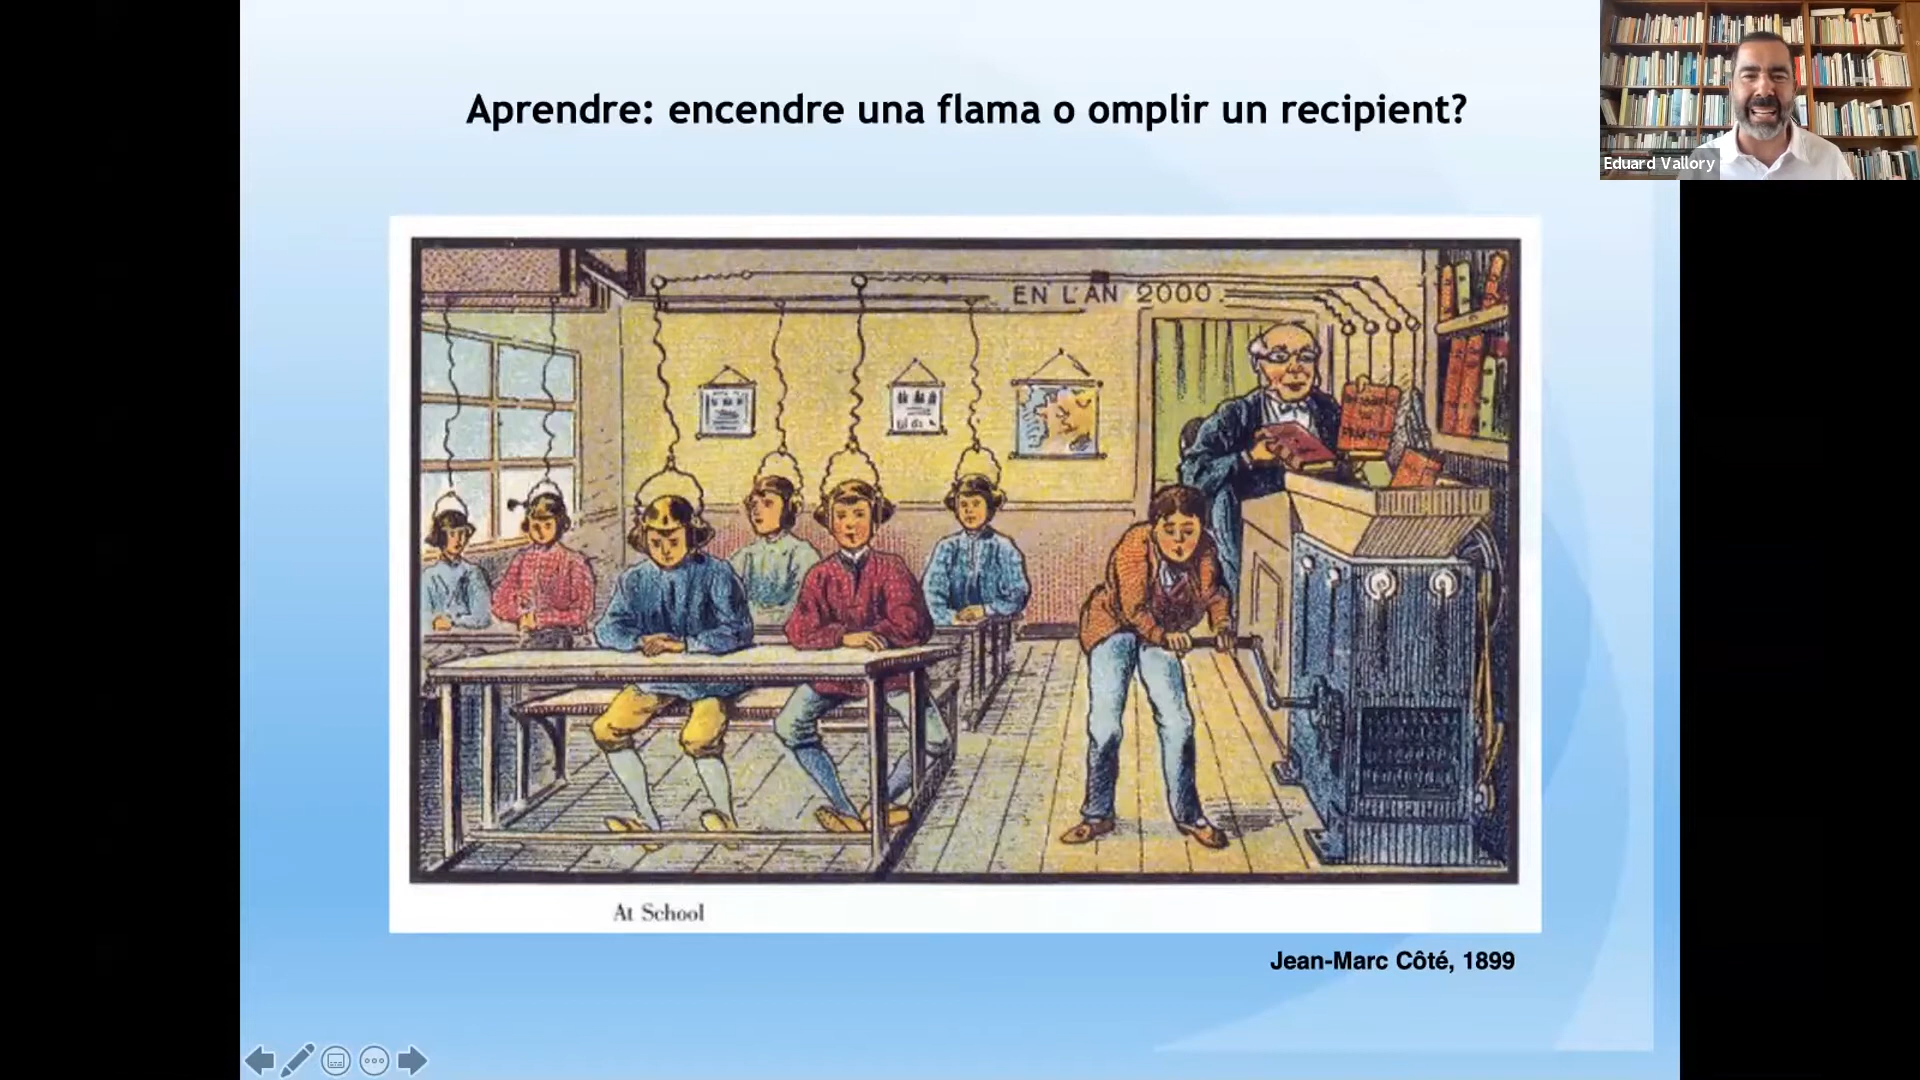 Aprendre: encendre una flama o omplir un recipient?
Eduard Vallory
EN L'AN 2000.
At School
Jean-Marc Côté, 1899